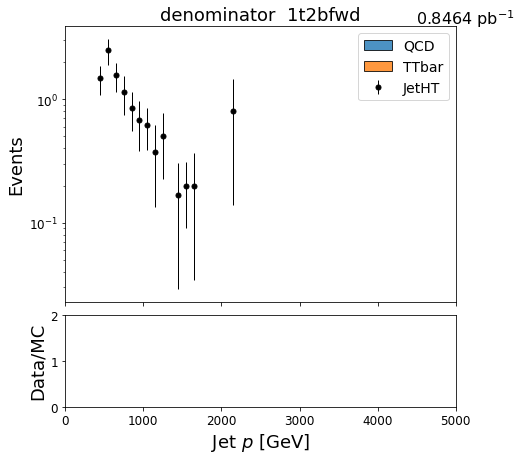 denominator  1t2bfwd
0.8464 pb⁻¹
QCD
TTbar
JetHT
Events
10⁰
10⁻¹
Data/MC
2
1
0
0 1000 2000 3000 4000 5000
Jet p [GeV]